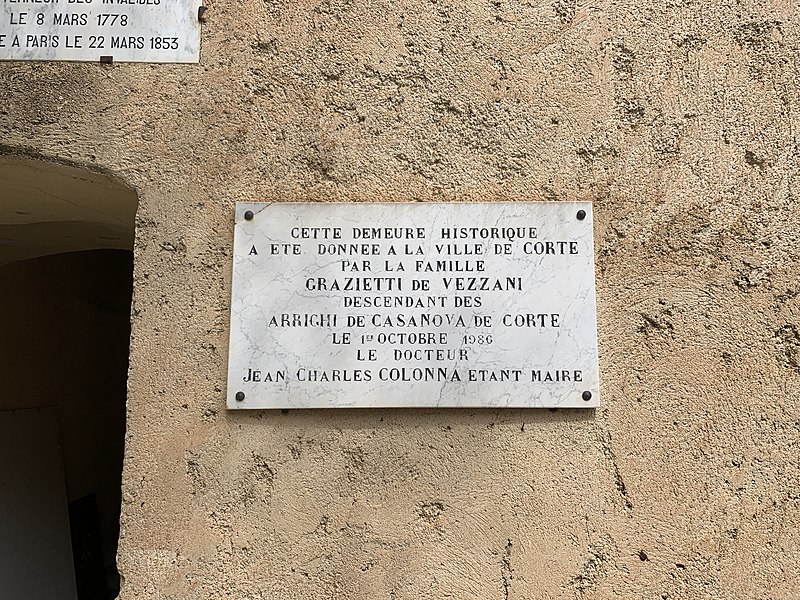 DES INVALIDES
LE 8 MARS 1778
A PARIS LE 22 MARS 1853
CETTE DEMEURE HISTORIQUE
A ETE DONNEE A LA VILLE DE CORTE
PAR LA FAMILLE
GRAZIETTI DE VEZZANI
DESCENDANT DES
ARRIGHI DE CASANOVA DE CORTE
LE 1ER OCTOBRE 1986
LE DOCTEUR
JEAN CHARLES COLONNA ETANT MAIRE